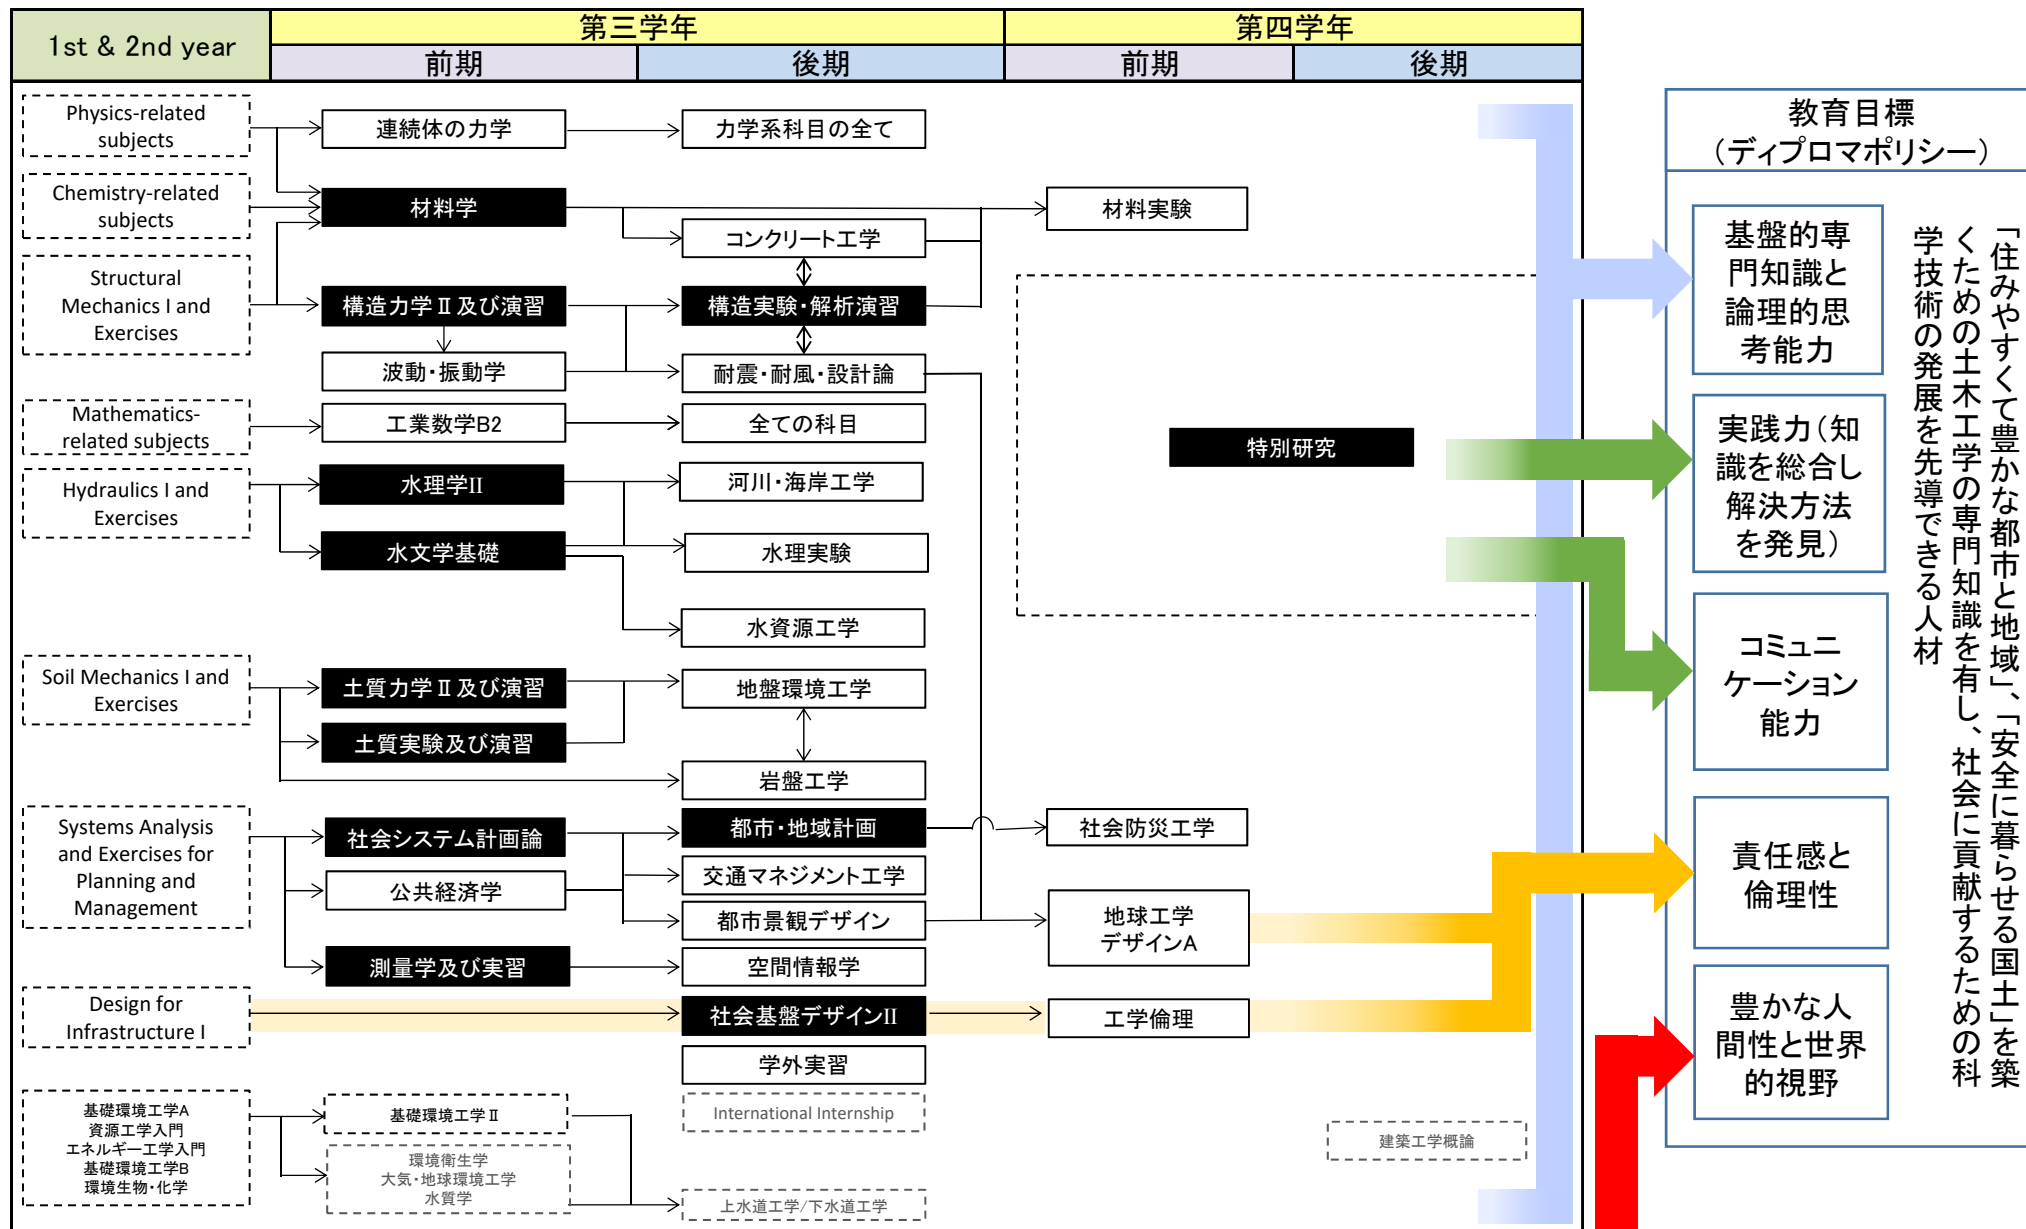 1st & 2nd year
第三学年
第四学年
前期
後期
前期
後期
Physics-related
subjects
連続体の力学
力学系科目の全て
Chemistry-related
subjects
材料学
材料実験
コンクリート工学
Structural
Mechanics I and
Exercises
構造力学Ⅱ及び演習
構造実験・解析演習
波動・振動学
耐震・耐風・設計論
Mathematics-
related subjects
工業数学B2
全ての科目
特別研究
Hydraulics I and
Exercises
水理学II
河川・海岸工学
水文学基礎
水理実験
水資源工学
Soil Mechanics I and
Exercises
土質力学Ⅱ及び演習
地盤環境工学
土質実験及び演習
岩盤工学
Systems Analysis
and Exercises for
Planning and
Management
社会システム計画論
都市・地域計画
社会防災工学
公共経済学
交通マネジメント工学
都市景観デザイン
地球工学
デザインA
測量学及び実習
空間情報学
Design for
Infrastructure I
社会基盤デザインII
工学倫理
学外実習
International Internship
基礎環境工学A
資源工学入門
エネルギー工学入門
基礎環境工学B
環境生物・化学
基礎環境工学Ⅱ
環境衛生学
大気・地球環境工学
水質学
上水道工学/下水道工学
建築工学概論
教育目標
（ディプロマポリシー）
基盤的専
門知識と
論理的思
考能力
実践力（知
識を総合し
解決方法
を発見）
コミュニ
ケーション
能力
責任感と
倫理性
豊かな人
間性と世界
的視野
「住みやすくて豊かな都市と地域」、「安全に暮らせる国土」を築
くための土木工学の専門知識を有し、社会に貢献するための科
学技術の発展を先導できる人材